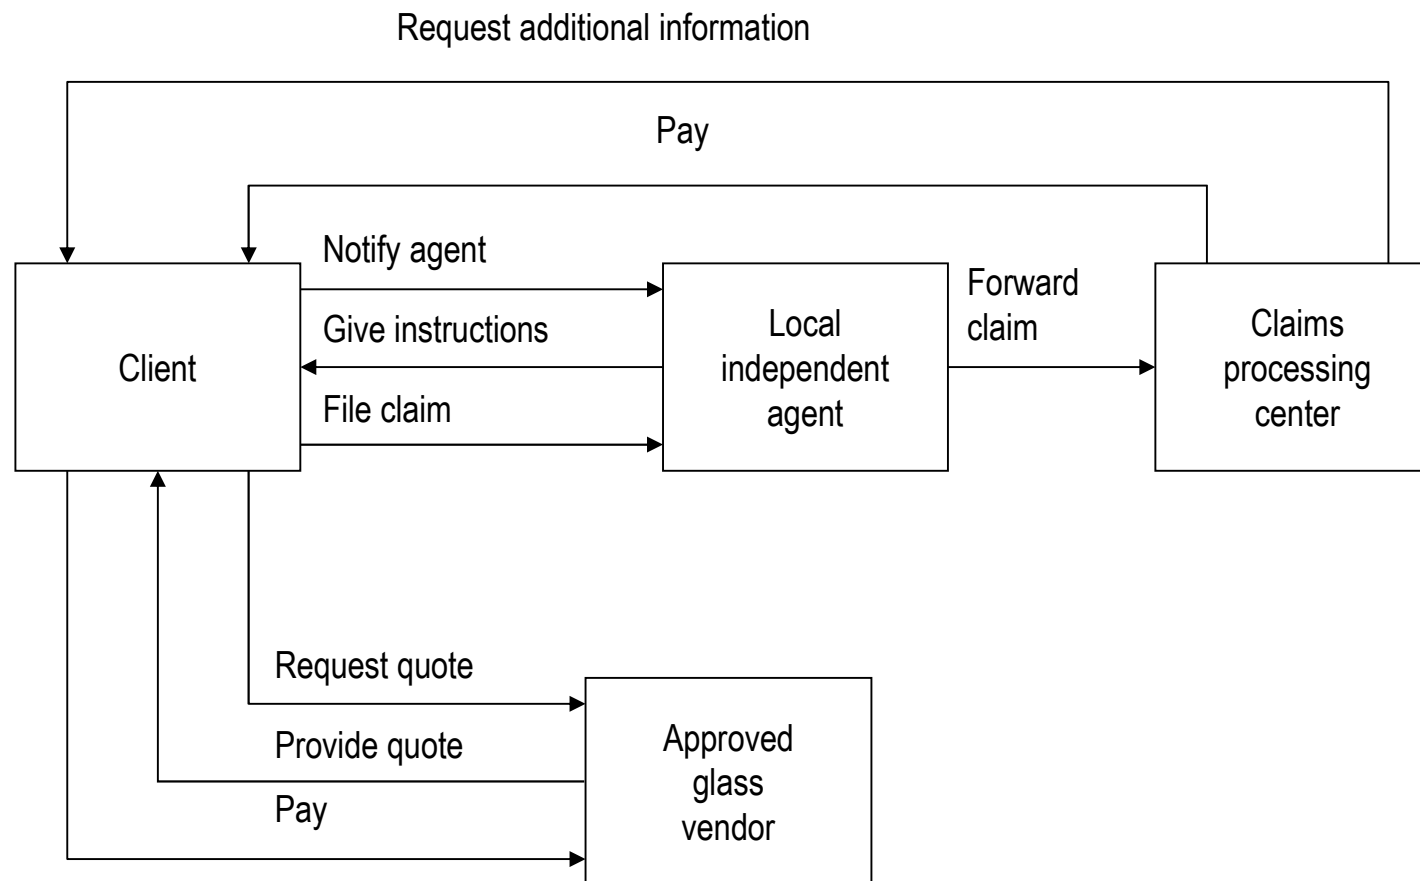 Request additional information
Pay
Notify agent
Give instructions
File claim
Client
Local
independent
agent
Forward
claim
Claims
processing
center
Request quote
Provide quote
Pay
Approved
glass
vendor